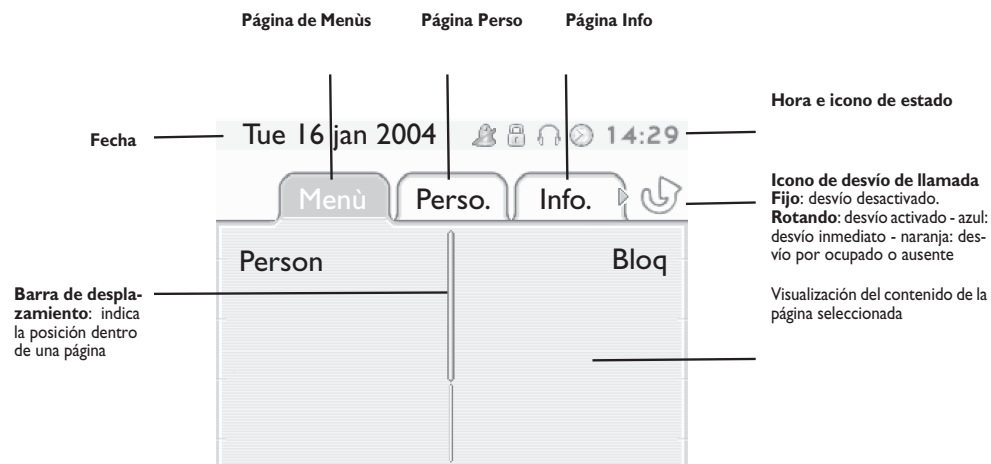 Página de Menùs
Página Perso
Página Info
Hora e icono de estado
Fecha
Tue 16 jan 2004
14:29
Icono de desvío de llamada
Fijo: desvío desactivado.
Rotando: desvío activado - azul:
desvío inmediato - naranja: des-
vío por ocupado o ausente
Menù
Perso.
Info.
Person
Bloq
Barra de despla-
zamiento: indica
la posición dentro
de una página
Visualización del contenido de la
página seleccionada